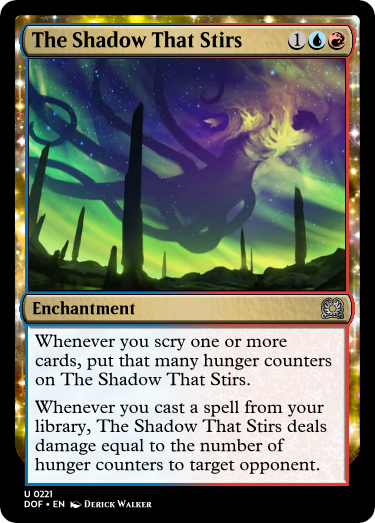 The Shadow That Stirs 1
Enchantment
Whenever you scry one or more
cards, put that many hunger counters
on The Shadow That Stirs.
Whenever you cast a spell from your
library, The Shadow That Stirs deals
damage equal to the number of
hunger counters to target opponent.
U 0221
DOF • EN Derick Walker